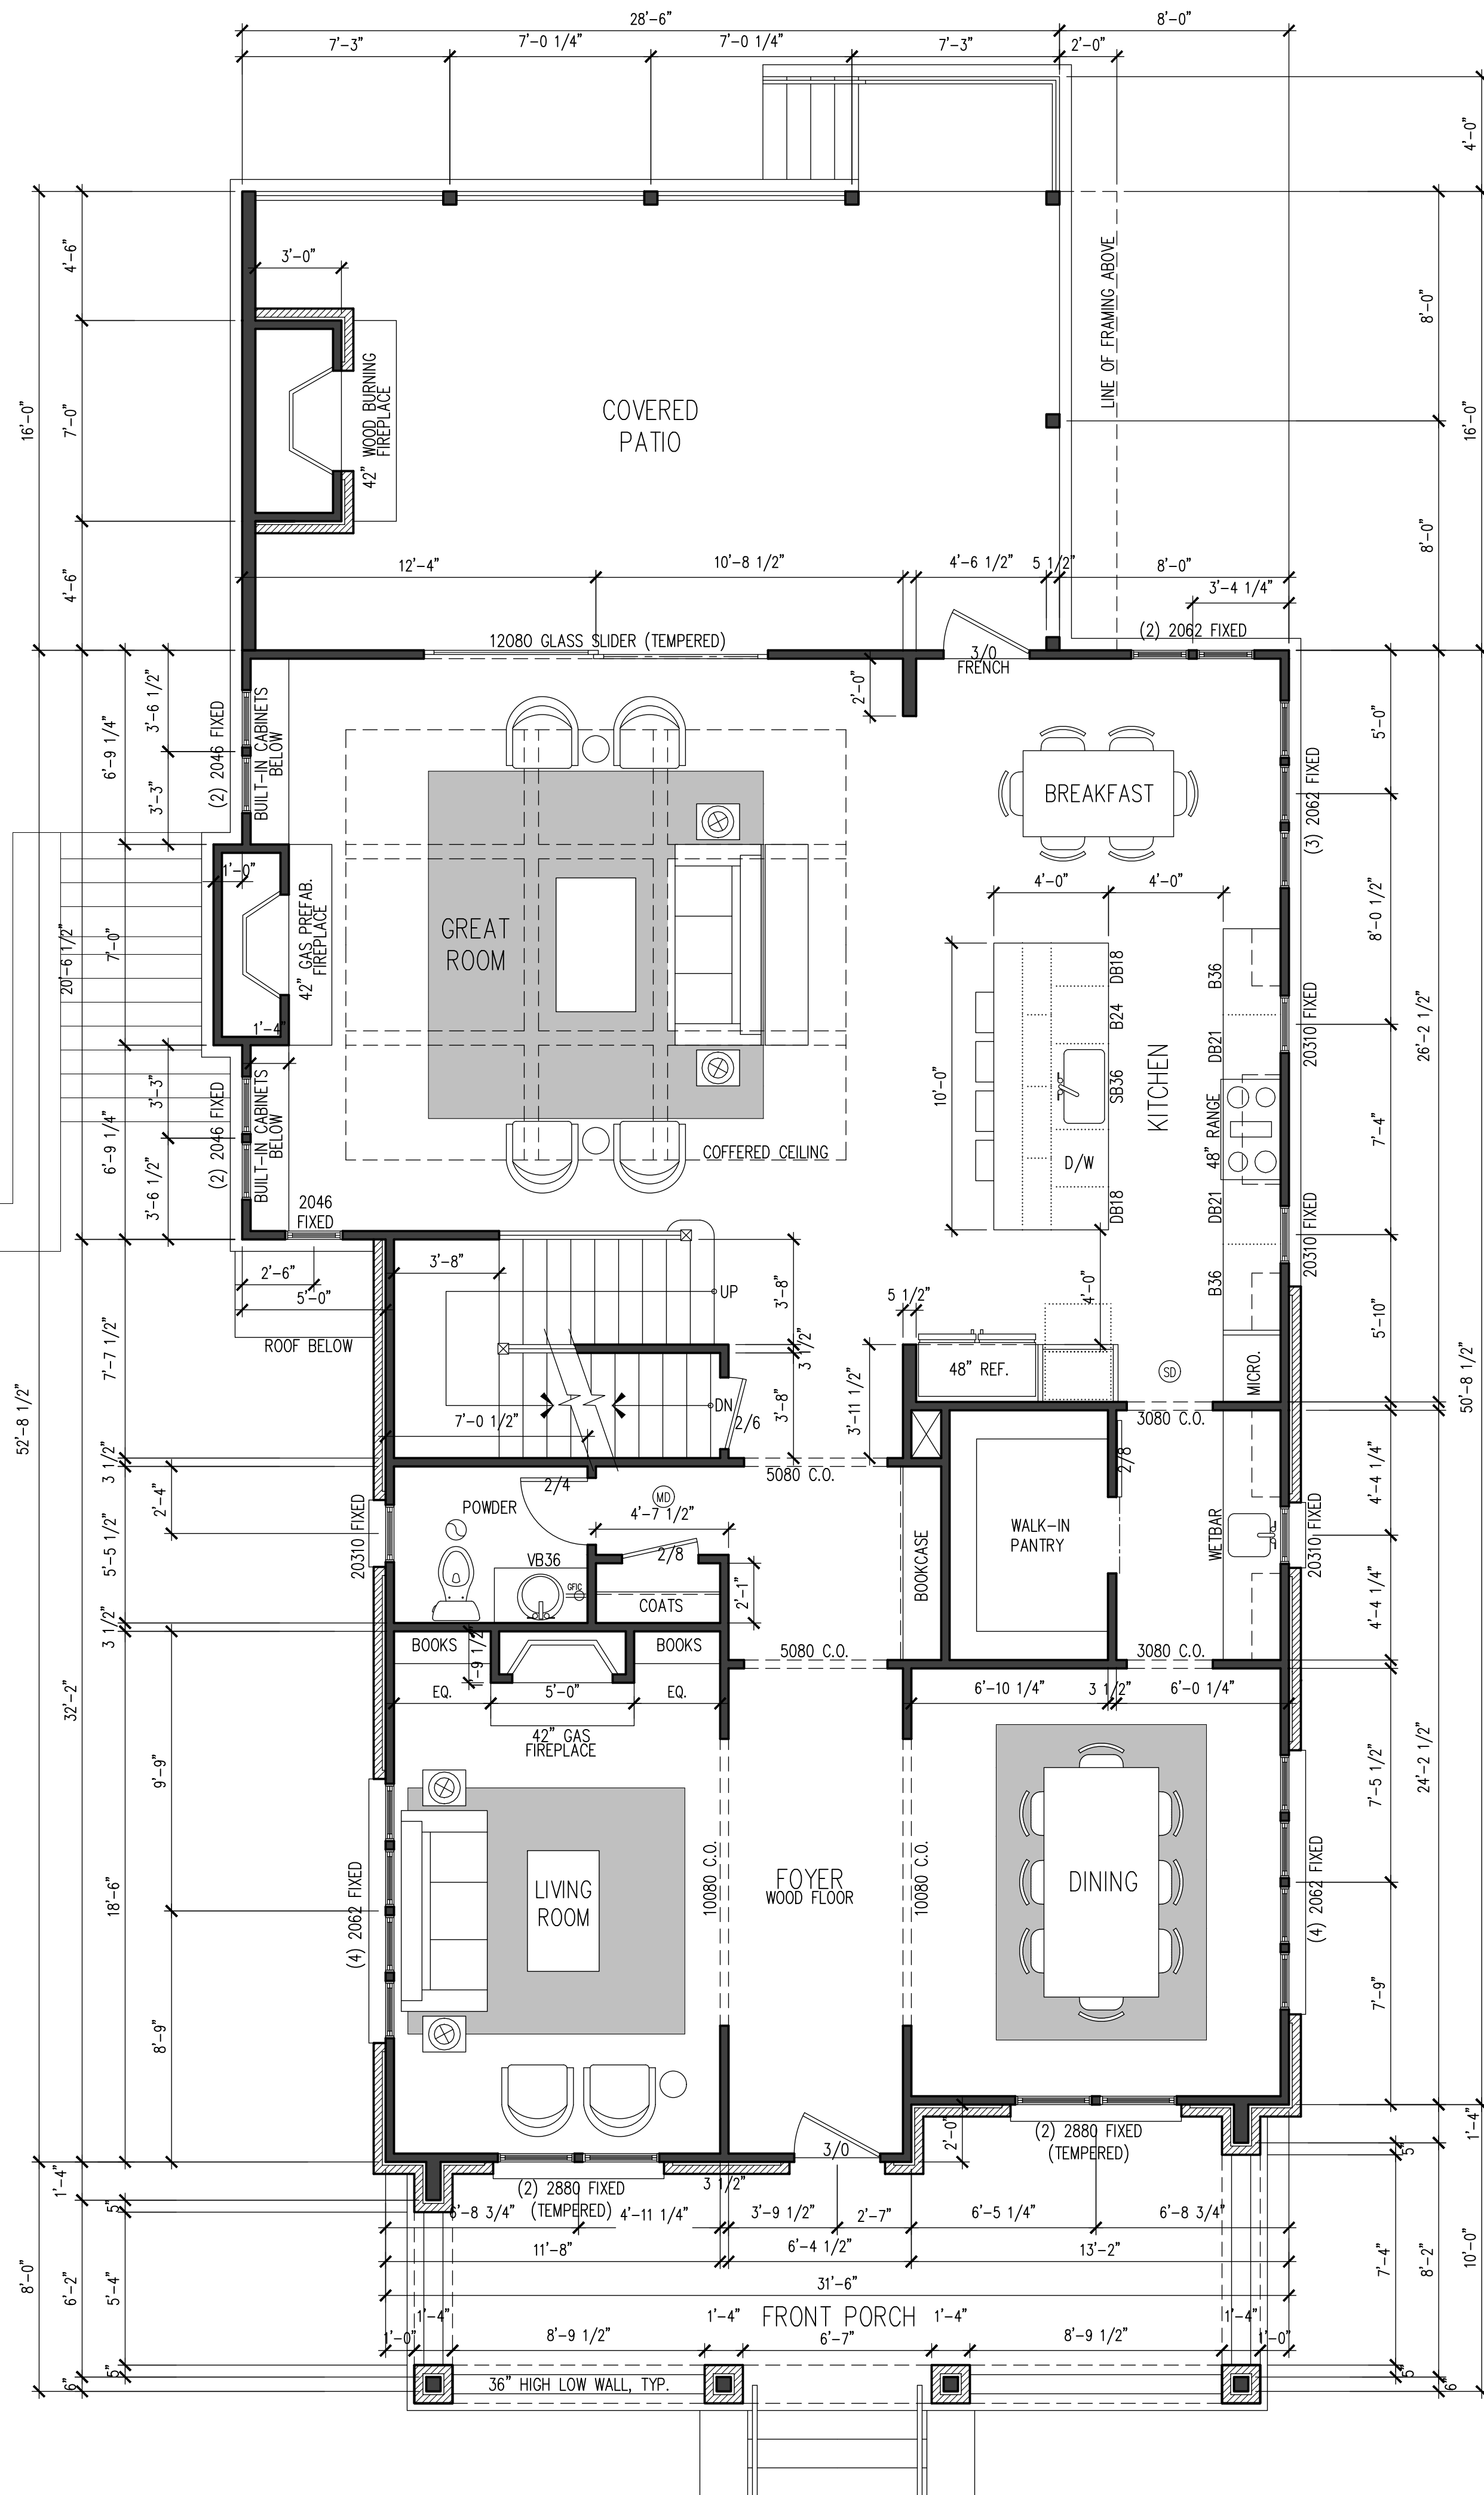 28'-6"
8'-0"
7'-3"
7'-0 1/4"
7'-0 1/4"
7'-3"
2'-0"
4'-0"
4'-6"
3'-0"
LINE OF FRAMING ABOVE
8'-0"
16'-0"
7'-0"
42" WOOD BURNING
FIREPLACE
COVERED
PATIO
16'-0"
8'-0"
4'-6"
12'-4"
10'-8 1/2"
4'-6 1/2"
5 1/2"
8'-0"
3'-4 1/4"
12080 GLASS SLIDER (TEMPERED)
(2) 2062 FIXED
3/0
FRENCH
2'-0"
3'-6 1/2"
6'-9 1/4"
3'-3"
(2) 2046 FIXED
BUILT-IN CABINETS
BELOW
5'-0"
BREAKFAST
(3) 2062 FIXED
1'-0"
4'-0"
4'-0"
8'-0 1/2"
20'-6 1/2"
7'-0"
42" GAS PREFAB.
FIREPLACE
GREAT
ROOM
DB18
B36
B24
DB21
20310 FIXED
26'-2 1/2"
1'-4"
10'-0"
SB36
KITCHEN
48" RANGE
7'-4"
3'-3"
6'-9 1/4"
3'-6 1/2"
(2) 2046 FIXED
BUILT-IN CABINETS
BELOW
COFFERED CEILING
D/W
DB18
DB21
20310 FIXED
2046
FIXED
2'-6"
5'-0"
3'-8"
UP
3'-8"
4'-0"
B36
5 1/2"
5'-10"
ROOF BELOW
7'-7 1/2"
3 1/2"
48" REF.
SD
MICRO.
50'-8 1/2"
52'-8 1/2"
7'-0 1/2"
DN
2/6
3'-8"
3'-11 1/2"
3080 C.O.
3 1/2"
2'-4"
5080 C.O.
2/8
4'-4 1/4"
2/4
MD
POWDER
4'-7 1/2"
20310 FIXED
5'-5 1/2"
VB36
2/8
GFIC
COATS
2'-1"
BOOKCASE
WALK-IN
PANTRY
WETBAR
20310 FIXED
4'-4 1/4"
3 1/2"
BOOKS
1'-9 1/2"
BOOKS
5080 C.O.
3080 C.O.
EQ.
5'-0"
EQ.
6'-10 1/4"
3 1/2"
6'-0 1/4"
42" GAS
FIREPLACE
32'-2"
9'-9"
7'-5 1/2"
24'-2 1/2"
18'-6"
(4) 2062 FIXED
LIVING
ROOM
10080 C.O.
FOYER
WOOD FLOOR
10080 C.O.
DINING
(4) 2062 FIXED
8'-9"
7'-9"
3/0
2'-0"
(2) 2880 FIXED
(TEMPERED)
1'-4"
5"
1'-4"
5"
(2) 2880 FIXED
(TEMPERED)
3 1/2"
6'-8 3/4"
4'-11 1/4"
3'-9 1/2"
2'-7"
6'-5 1/4"
6'-8 3/4"
11'-8"
6'-4 1/2"
13'-2"
31'-6"
8'-0"
6'-2"
5'-4"
7'-4"
8'-2"
10'-0"
1'-4"
1'-4"
FRONT PORCH
1'-4"
1'-4"
1'-0"
8'-9 1/2"
6'-7"
8'-9 1/2"
1'-0"
6"
5"
36" HIGH LOW WALL, TYP.
5"
6"